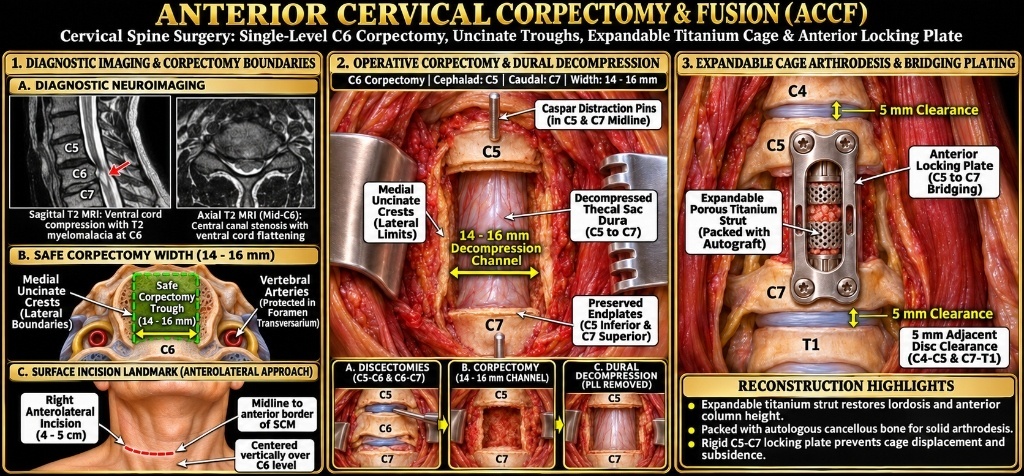 ANTERIOR CERVICAL CORPECTOMY & FUSION (ACCF)
Cervical Spine Surgery: Single-Level C6 Corpectomy, Uncinate Troughs, Expandable Titanium Cage & Anterior Locking Plate
1. DIAGNOSTIC IMAGING & CORPECTOMY BOUNDARIES
A. DIAGNOSTIC NEUROIMAGING
C5
C6
C7
Sagittal T2 MRI: Ventral cord
compression with T2
myelomalacia at C6
Axial T2 MRI (Mid-C6):
Central canal stenosis with
ventral cord flattening
B. SAFE CORPECTOMY WIDTH (14 - 16 mm)
Medial
Uncinate
Crests
(Lateral
Boundaries)
Safe
Corpectomy
Trough
(14 - 16 mm)
C6
Vertebral
Arteries
(Protected in
Foramen
Transversarium)
C. SURFACE INCISION LANDMARK (ANTEROLATERAL APPROACH)
Right
Anterolateral
Incision
(4 - 5 cm)
Midline to
anterior border
of SCM
Centered
vertically over
C6 level
2. OPERATIVE CORPECTOMY & DURAL DECOMPRESSION
C6 Corpectomy | Cephalad: C5 | Caudal: C7 | Width: 14 - 16 mm
Caspar Distraction Pins
(in C5 & C7 Midline)
C5
Medial
Uncinate
Crests
(Lateral
Limits)
Decompressed
Thecal Sac
Dura
(C5 to C7)
14 - 16 mm
Decompression
Channel
Preserved
Endplates
(C5 Inferior &
C7 Superior)
C7
A. DISCECTOMIES
(C5-C6 & C6-C7)
C5
C6
C7
B. CORPECTOMY
(14 - 16 mm CHANNEL)
C5
C7
C. DURAL
DECOMPRESSION
(PLL REMOVED)
C5
C7
3. EXPANDABLE CAGE ARTHRODESIS & BRIDGING PLATING
C4
5 mm Clearance
C5
Anterior
Locking Plate
(C5 to C7
Bridging)
Expandable
Porous Titanium
Strut
(Packed with
Autograft)
C7
5 mm Clearance
T1
5 mm Adjacent
Disc Clearance
(C4-C5 & C7-T1)
RECONSTRUCTION HIGHLIGHTS
• Expandable titanium strut restores lordosis and anterior
column height.
• Packed with autologous cancellous bone for solid arthrodesis.
• Rigid C5-C7 locking plate prevents cage displacement and
subsidence.